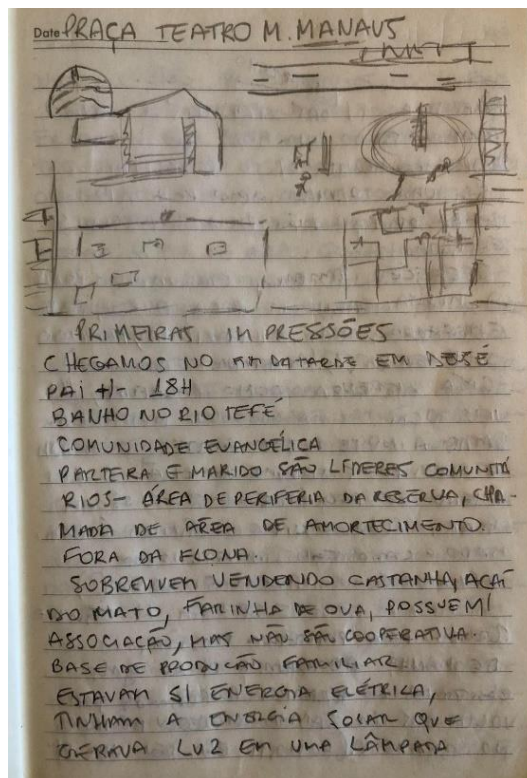 Date PRAÇA TEATRO M. MANAUS
PRIMEIRAS IMPRESSÕES
CHEGAMOS NO DA TARDE EM
PAI +/- 18H
BANHO NO RIO TEFÉ
COMUNIDADE EVANGÉLICA
PARTEIRA E MARIDO SÃO LÍDERES COMUNITÁ
RIOS- ÁREA DE PERIFERIA DA RESERVA, CHA-
MADA DE ÁREA DE AMORTECIMENTO.
FORA DA FLONA.
SOBREVIVEM VENDENDO CASTANHA, AÇAÍ
DO MATO, FARINHA DE OVA, POSSUEM
ASSOCIAÇÃO, MAS NÃO SÃO COOPERATIVA.
BASE DE PRODUÇÃO FAMILIAR
ESTAVAM S/ ENERGIA ELÉTRICA,
TINHAM A ENERGIA SOLAR QUE
GERAVA LUZ EM UMA LÂMPADA